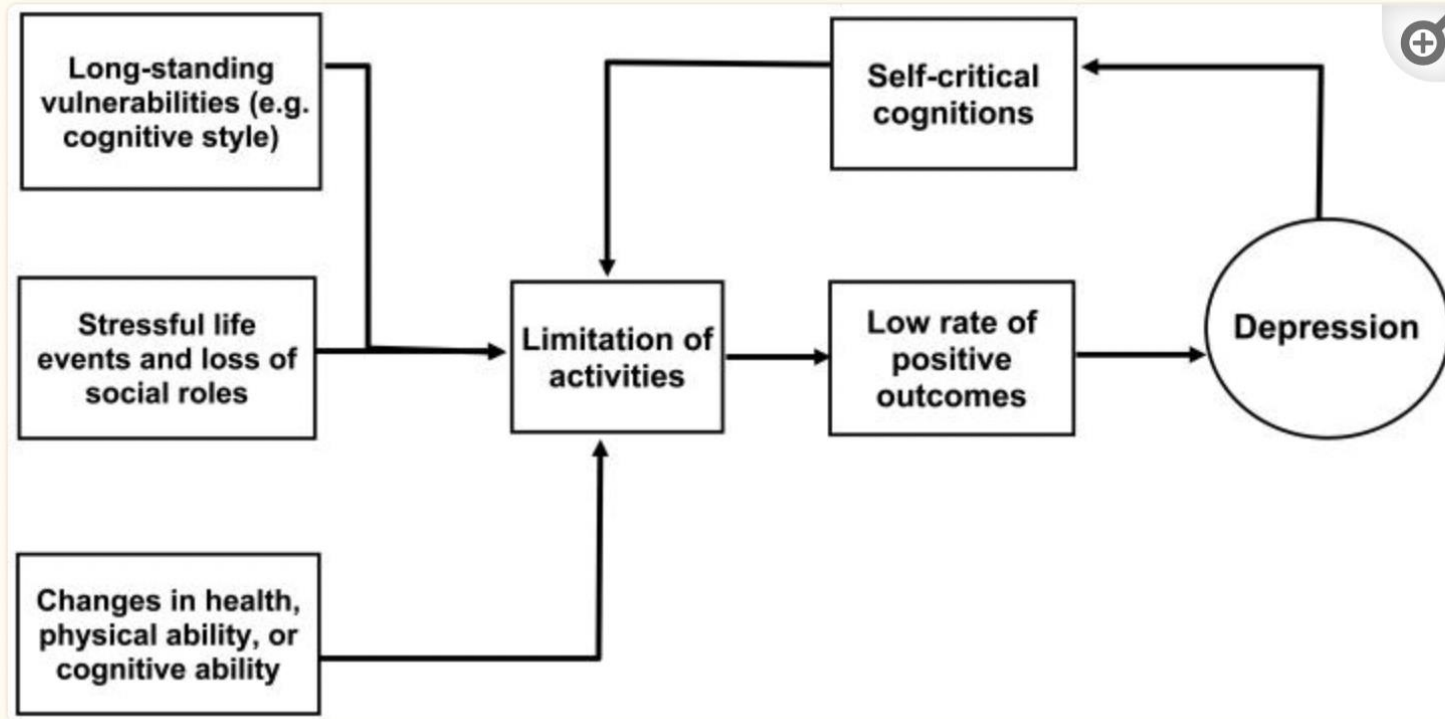 Long-standing
vulnerabilities (e.g.
cognitive style)
Self-critical
cognitions
Stressful life
events and loss of
social roles
Limitation of
activities
Low rate of
positive
outcomes
Depression
Changes in health,
physical ability, or
cognitive ability